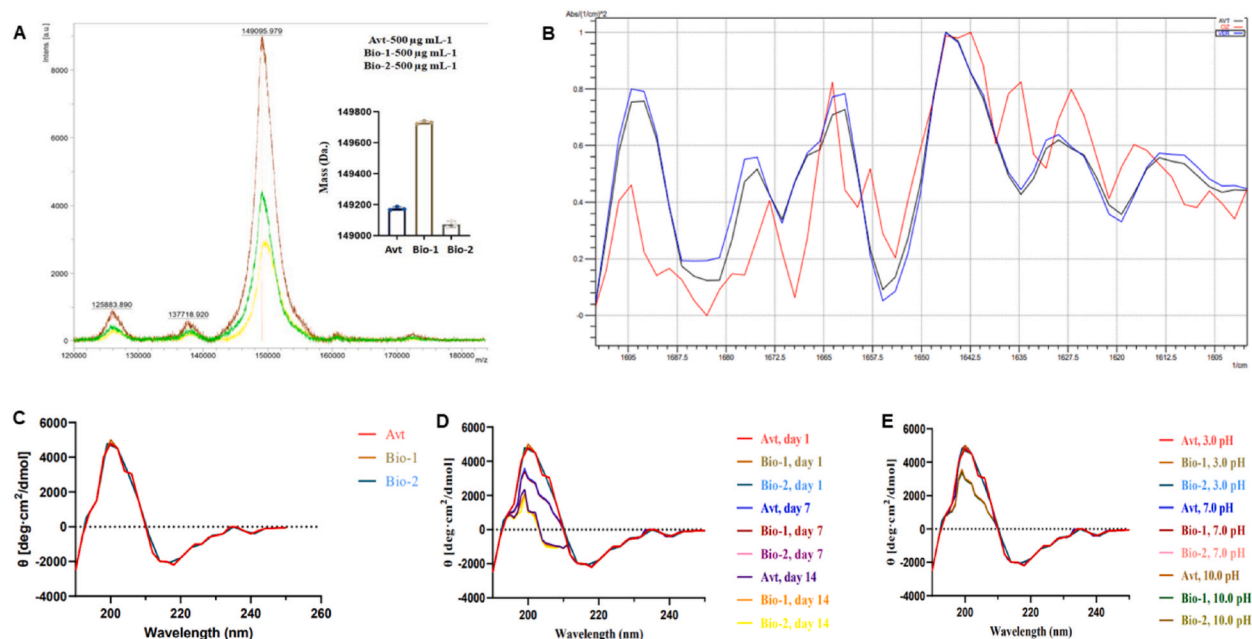 A
Intens. [a.u.]
149095.979
Avt-500 µg mL-1
Bio-1-500 µg mL-1
Bio-2-500 µg mL-1
8000
6000
4000
2000
0
125883.890
137718.920
Mass (Da.)
149800
149600
149400
149200
149000
Avt Bio-1 Bio-2
120000 130000 140000 150000 160000 170000 180000
m/z
B
Abs/(1/cm)^2
AVT
1
0.8
0.6
0.4
0.2
-0
1695 1687.5 1680 1672.5 1665 1657.5 1650 1642.5 1635 1627.5 1620 1612.5 1605
1/cm
C
θ [deg·cm²/dmol]
6000
4000
2000
0
-2000
-4000
200 220 240 260
Wavelength (nm)
Avt
Bio-1
Bio-2
D
θ [deg·cm²/dmol]
6000
4000
2000
0
-2000
-4000
200 220 240
Wavelength (nm)
Avt, day 1
Bio-1, day 1
Bio-2, day 1
Avt, day 7
Bio-1, day 7
Bio-2, day 7
Avt, day 14
Bio-1, day 14
Bio-2, day 14
E
θ [deg·cm²/dmol]
6000
4000
2000
0
-2000
-4000
200 220 240
Wavelength (nm)
Avt, 3.0 pH
Bio-1, 3.0 pH
Bio-2, 3.0 pH
Avt, 7.0 pH
Bio-1, 7.0 pH
Bio-2, 7.0 pH
Avt, 10.0 pH
Bio-1, 10.0 pH
Bio-2, 10.0 pH